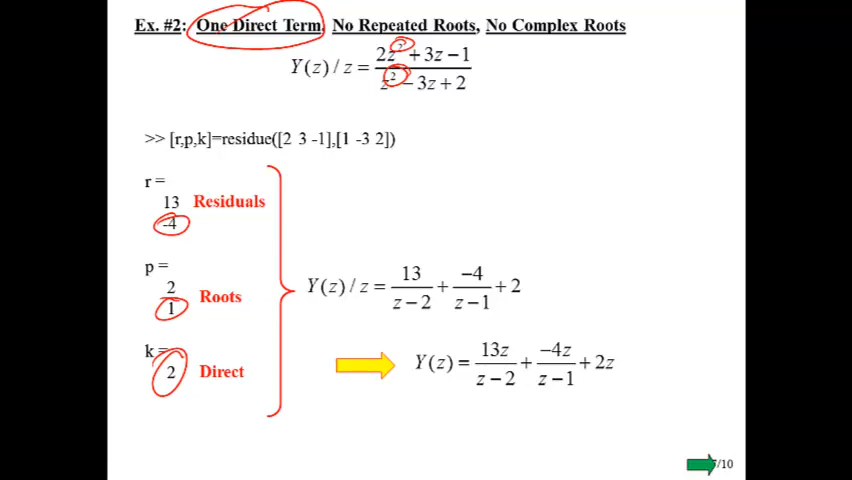 Ex. #2: One Direct Term, No Repeated Roots, No Complex Roots
Y(z) / z = (2z² + 3z − 1) / (z² − 3z + 2)
>> [r,p,k]=residue([2 3 -1],[1 -3 2])
r =
13 Residuals
-4
p =
2
1 Roots
k =
2 Direct
Y(z) / z = 13/(z − 2) + −4/(z − 1) + 2
Y(z) = 13z/(z − 2) + −4z/(z − 1) + 2z
/10